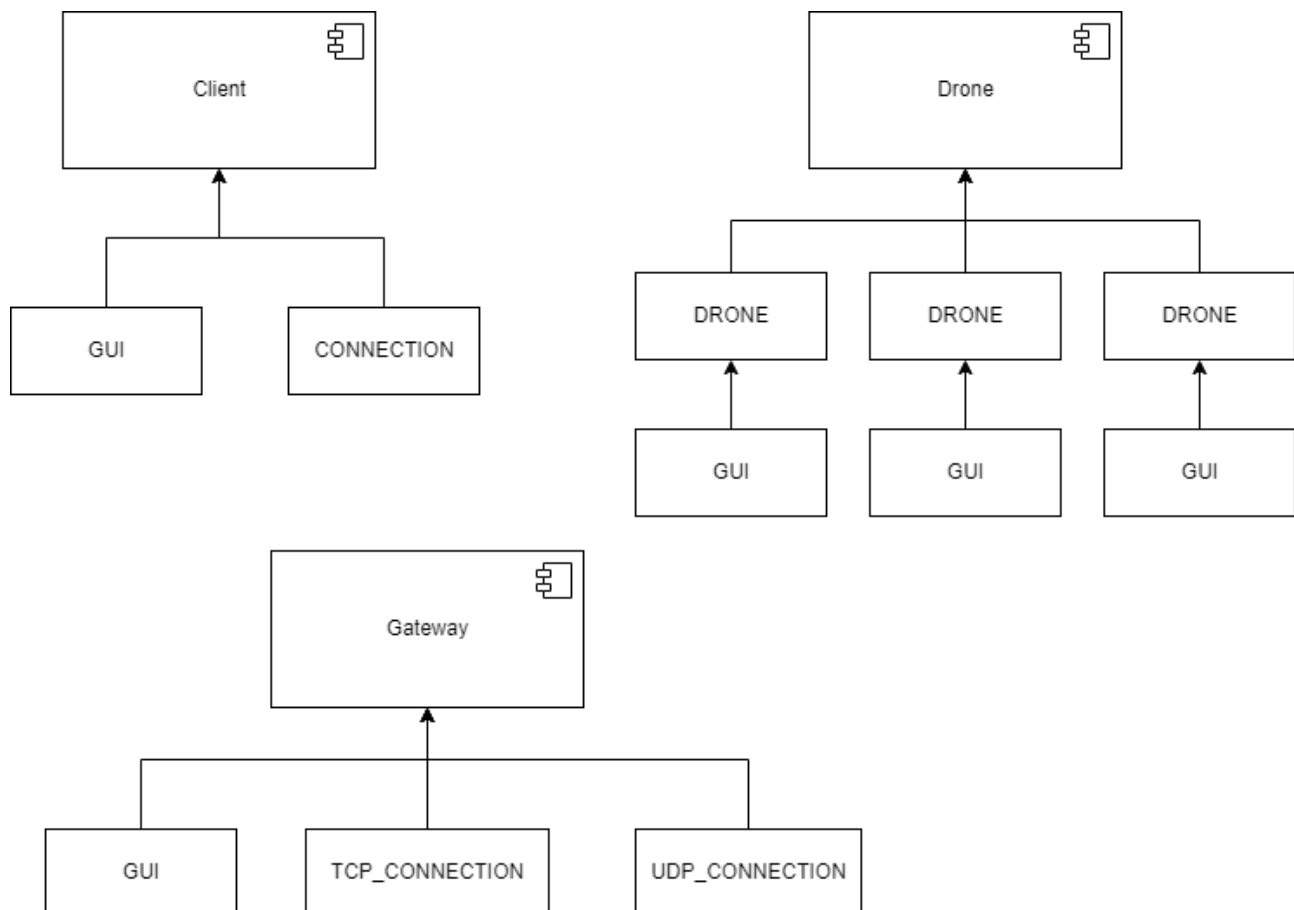 Client
Drone
GUI
CONNECTION
DRONE
DRONE
DRONE
GUI
GUI
GUI
Gateway
GUI
TCP_CONNECTION
UDP_CONNECTION